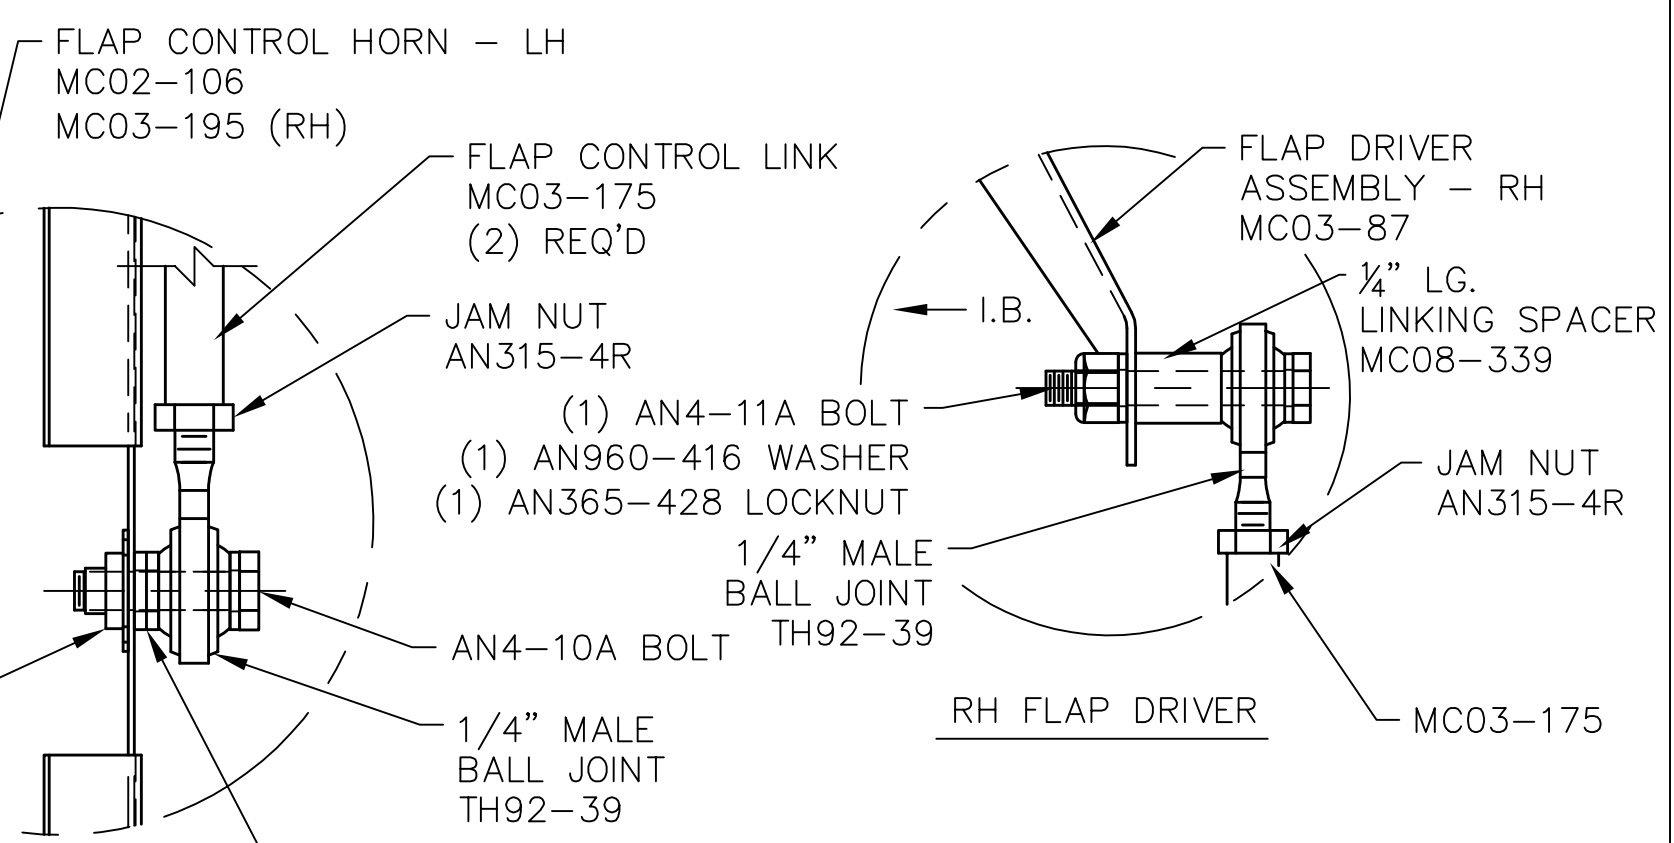 FLAP CONTROL HORN – LH
MC02–106
MC03–195 (RH)
FLAP CONTROL LINK
MC03–175
(2) REQ'D
JAM NUT
AN315–4R
(1) AN4–11A BOLT
(1) AN960–416 WASHER
(1) AN365–428 LOCKNUT
1/4" MALE
BALL JOINT
TH92–39
AN4–10A BOLT
1/4" MALE
BALL JOINT
TH92–39
FLAP DRIVER
ASSEMBLY – RH
MC03–87
¼" LG.
LINKING SPACER
MC08–339
I.B.
JAM NUT
AN315–4R
MC03–175
RH FLAP DRIVER